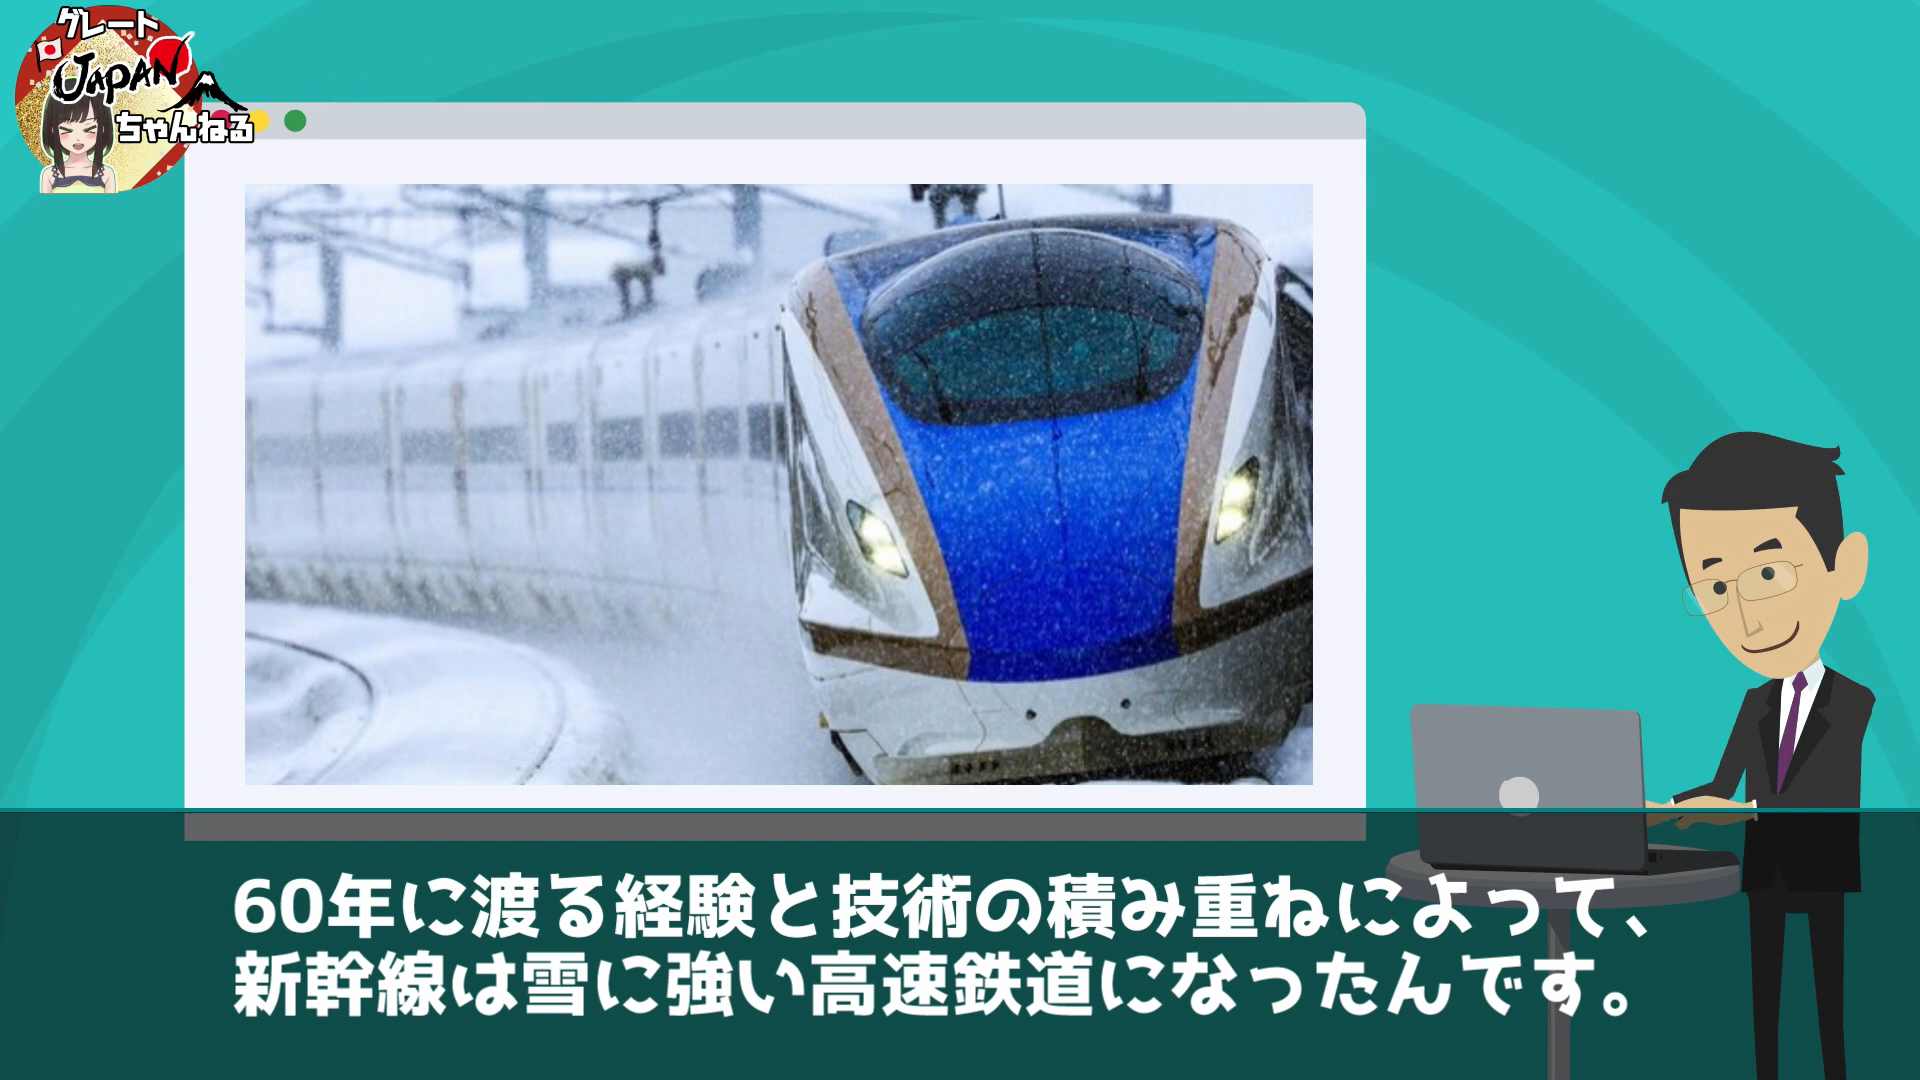 グレート
JAPAN
ちゃんねる
60年に渡る経験と技術の積み重ねによって、
新幹線は雪に強い高速鉄道になったんです。